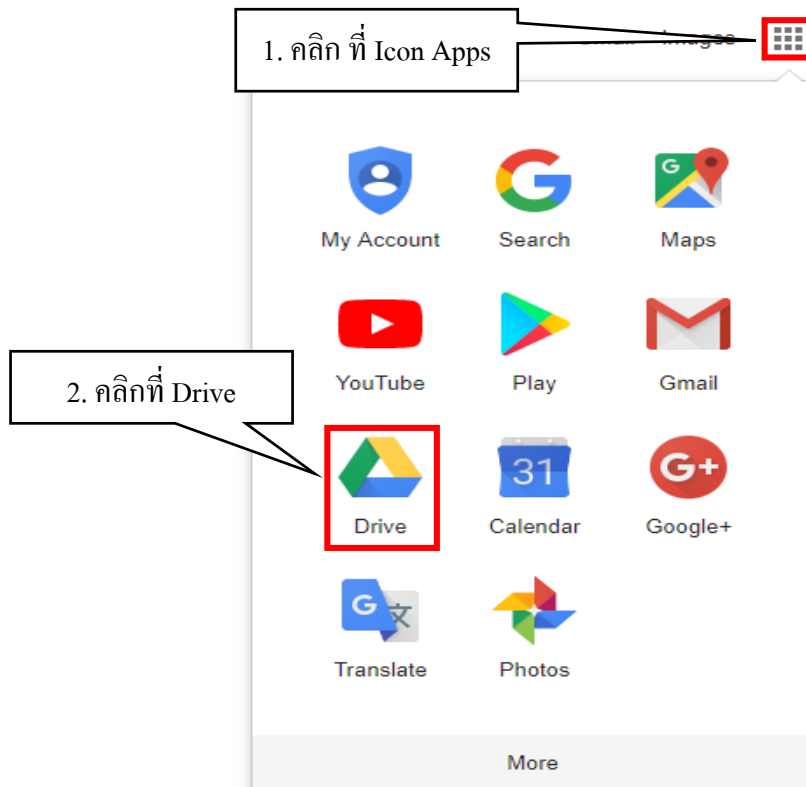 1. คลิก ที่ Icon Apps
Images
My Account Search Maps
YouTube Play Gmail
2. คลิกที่ Drive
31
Drive Calendar Google+
Translate Photos
More